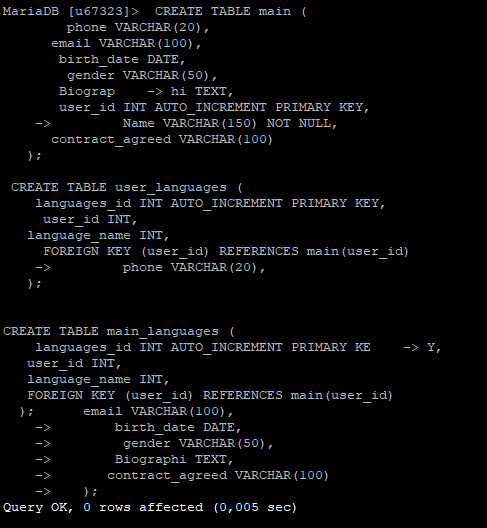 MariaDB [u67323]>  CREATE TABLE main (
        phone VARCHAR(20),
      email VARCHAR(100),
       birth_date DATE,
        gender VARCHAR(50),
       Biograp    -> hi TEXT,
       user_id INT AUTO_INCREMENT PRIMARY KEY,
    ->         Name VARCHAR(150) NOT NULL,
      contract_agreed VARCHAR(100)
   );
 CREATE TABLE user_languages (
    languages_id INT AUTO_INCREMENT PRIMARY KEY,
     user_id INT,
   language_name INT,
     FOREIGN KEY (user_id) REFERENCES main(user_id)
    ->         phone VARCHAR(20),
   );
CREATE TABLE main_languages (
    languages_id INT AUTO_INCREMENT PRIMARY KE    -> Y,
   user_id INT,
   language_name INT,
   FOREIGN KEY (user_id) REFERENCES main(user_id)
  );      email VARCHAR(100),
    ->        birth_date DATE,
    ->         gender VARCHAR(50),
    ->        Biographi TEXT,
    ->       contract_agreed VARCHAR(100)
    ->    );
Query OK, 0 rows affected (0,005 sec)